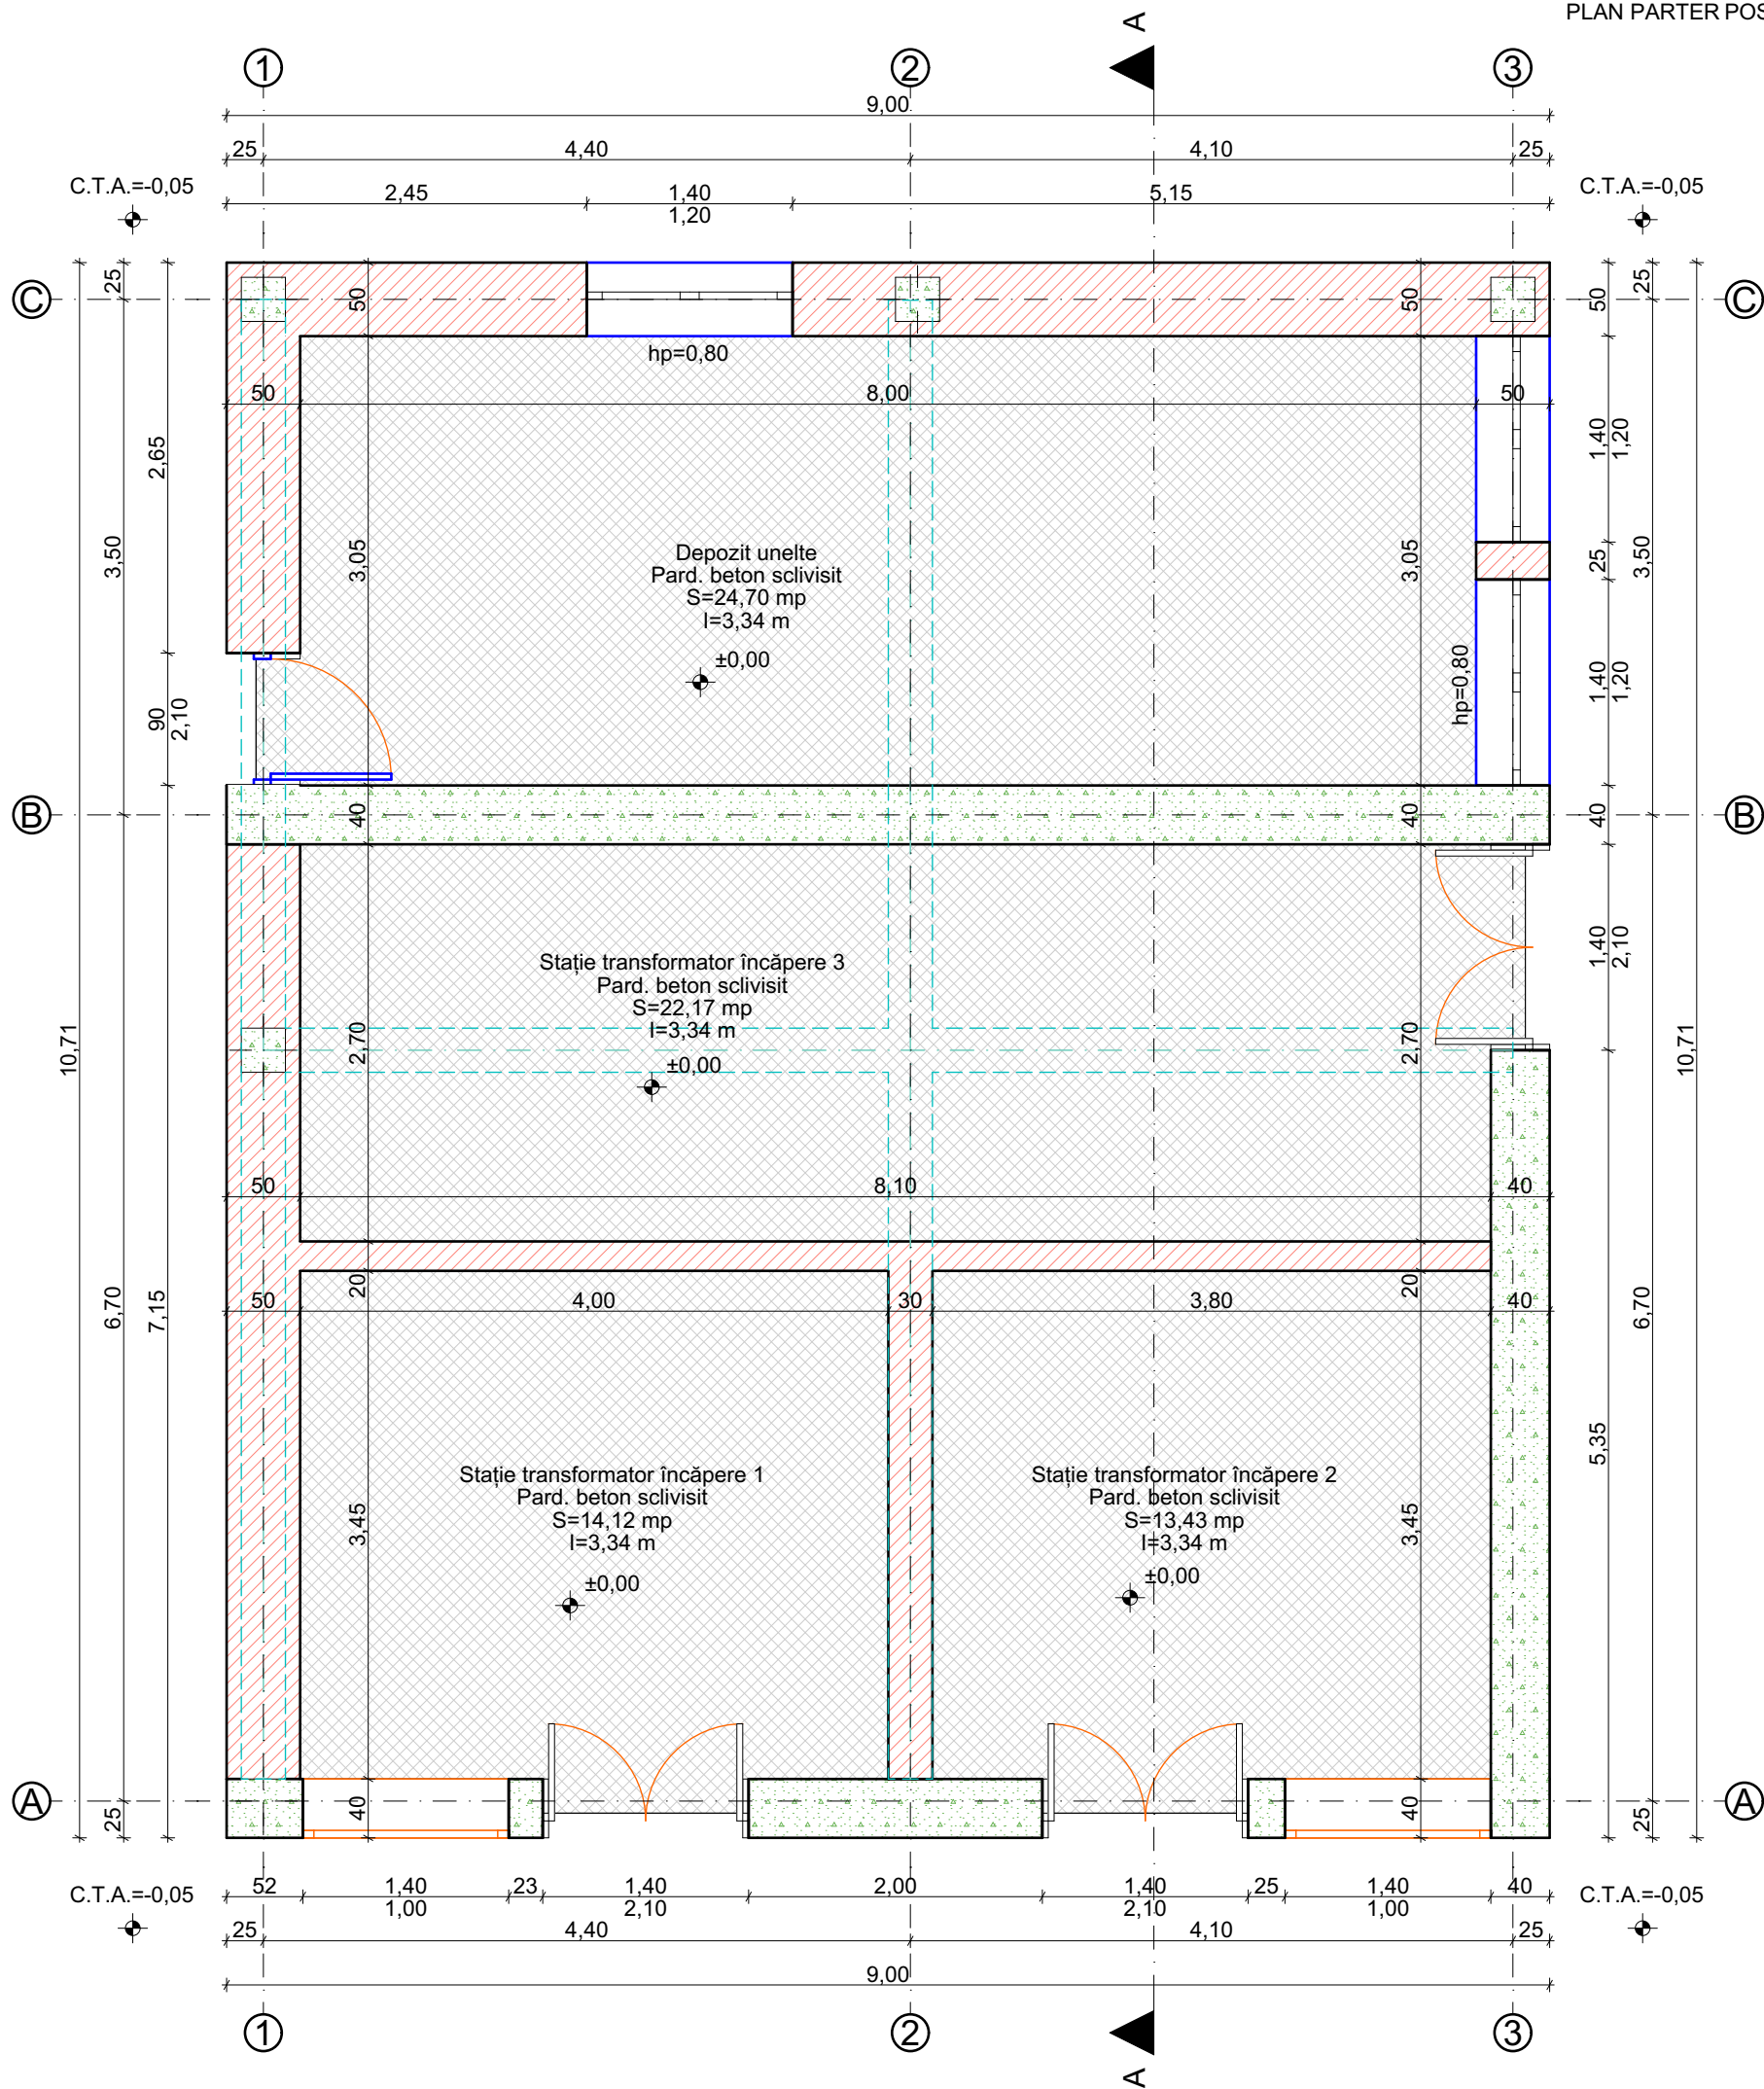 PLAN PARTER POS
A
1
2
3
9,00
25
4,40
4,10
25
C.T.A.=-0,05
C.T.A.=-0,05
2,45
1,40
5,15
1,20
25
50
50
50
25
C
C
hp=0,80
50
8,00
50
2,65
1,40
1,20
3,50
3,05
Depozit unelte
Pard. beton sclivisit
S=24,70 mp
I=3,34 m
±0,00
3,05
25
3,50
hp=0,80
1,40
1,20
90
2,10
B
40
40
40
B
Stație transformator încăpere 3
Pard. beton sclivisit
S=22,17 mp
I=3,34 m
±0,00
1,40
2,10
10,71
2,70
2,70
10,71
50
8,10
40
20
20
6,70
7,15
50
4,00
30
3,80
40
6,70
5,35
Stație transformator încăpere 1
Pard. beton sclivisit
S=14,12 mp
I=3,34 m
±0,00
Stație transformator încăpere 2
Pard. beton sclivisit
S=13,43 mp
I=3,34 m
±0,00
3,45
3,45
A
25
40
40
25
A
C.T.A.=-0,05
52
1,40
23
1,40
2,00
1,40
25
1,40
40
C.T.A.=-0,05
1,00
2,10
2,10
1,00
25
4,40
4,10
25
9,00
1
2
3
A